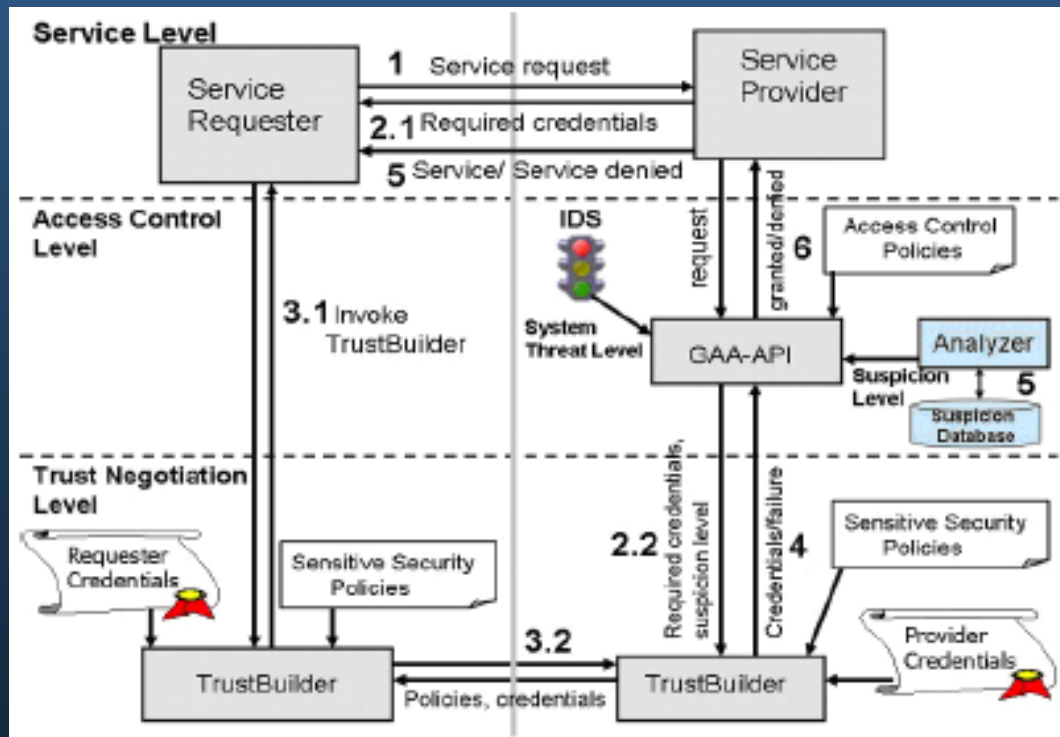 Service Level
Service
Requester
1 Service request
2.1 Required credentials
5 Service/ Service denied
Service
Provider
Access Control
Level
3.1 Invoke
TrustBuilder
IDS
System
Threat Level
request
granted/denied
6
Access Control
Policies
GAA-API
Analyzer
Suspicion
Level
5
Suspicion
Database
Trust Negotiation
Level
Requester
Credentials
Sensitive Security
Policies
TrustBuilder
3.2
Policies, credentials
2.2
Required credentials,
suspicion level
Credentials/failure
4
Sensitive Security
Policies
Provider
Credentials
TrustBuilder